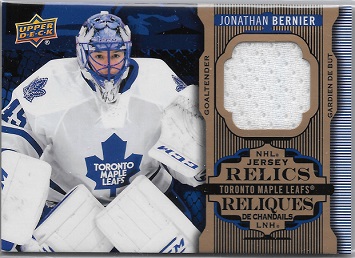 UPPER DECK
JONATHAN BERNIER
GOALTENDER
GARDIEN DE BUT
TORONTO
MAPLE LEAFS
CCM
NHL®
JERSEY
RELICS
TORONTO MAPLE LEAFS®
RELIQUES
DE CHANDAILS
LNH®